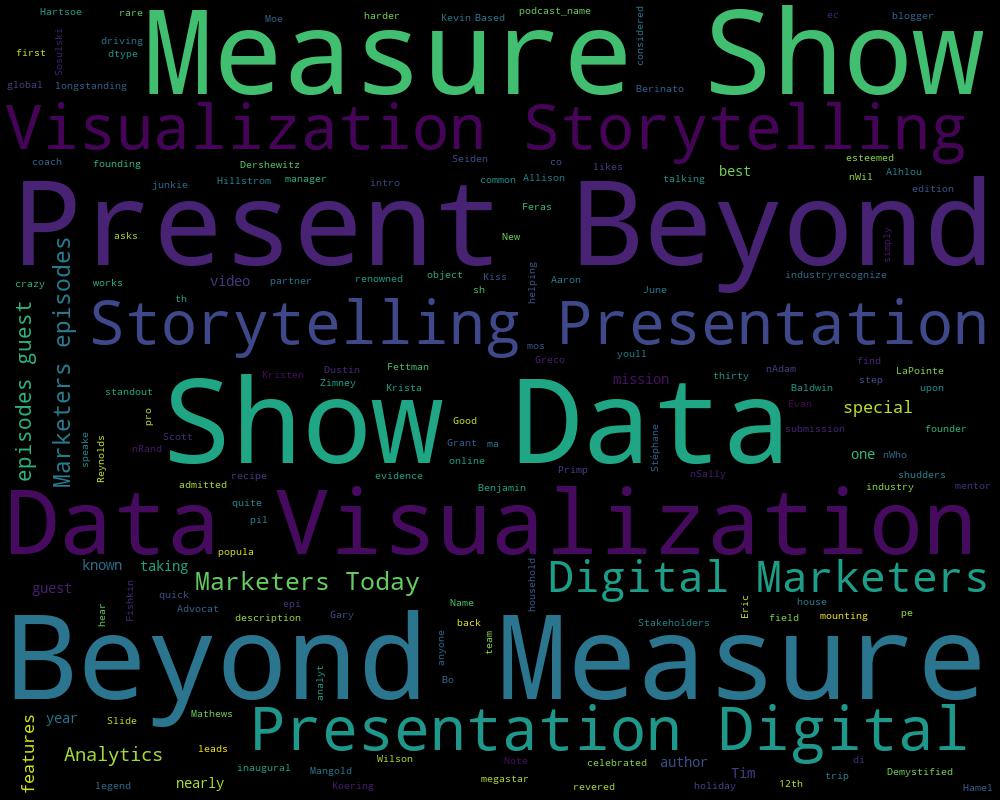 Hartsoe rare Moe harder Kevin Based podcast_name considered ec blogger
Measure Show
first Sosulski driving dtype
global longstanding Berinato
Visualization Storytelling
coach founding Dershewitz Seiden co likes esteemed
junkie Hillstrom manager intro common Allison talking best nWil Alhlou edition
Present Beyond
asks Feras New simply
crazy works video partner renowned object Kiss helping Aaron industryrecognize
th sh June
episodes guest
Marketers episodes
Storytelling Presentation
mos Greco youll find
standout Kristen Dustin Fettman Zimney Krista mission thirty nAdam LaPointe
Baldwin step upon
Show Data
pro Good Evan special
speake Reynolds nRand Scott Grant ma online Stéphane submission founder
one nWho
admitted recipe evidence Primp nSally shudders
Benjamin industry mentor
Data Visualization
quite pil popula
known taking household
guest Marketers Today Digital Marketers
hear Fishkin quick Advocat epi description Gary Name back Eric house
anyone team Stakeholders field mounting pe
Beyond Measure
analyt Bo
features year Slide Mathews
Presentation Digital
Analytics leads
inaugural Mangold Wilson Note celebrated author Tim di Demystified
legend nearly Koering megastar revered holiday 12th trip Hamel